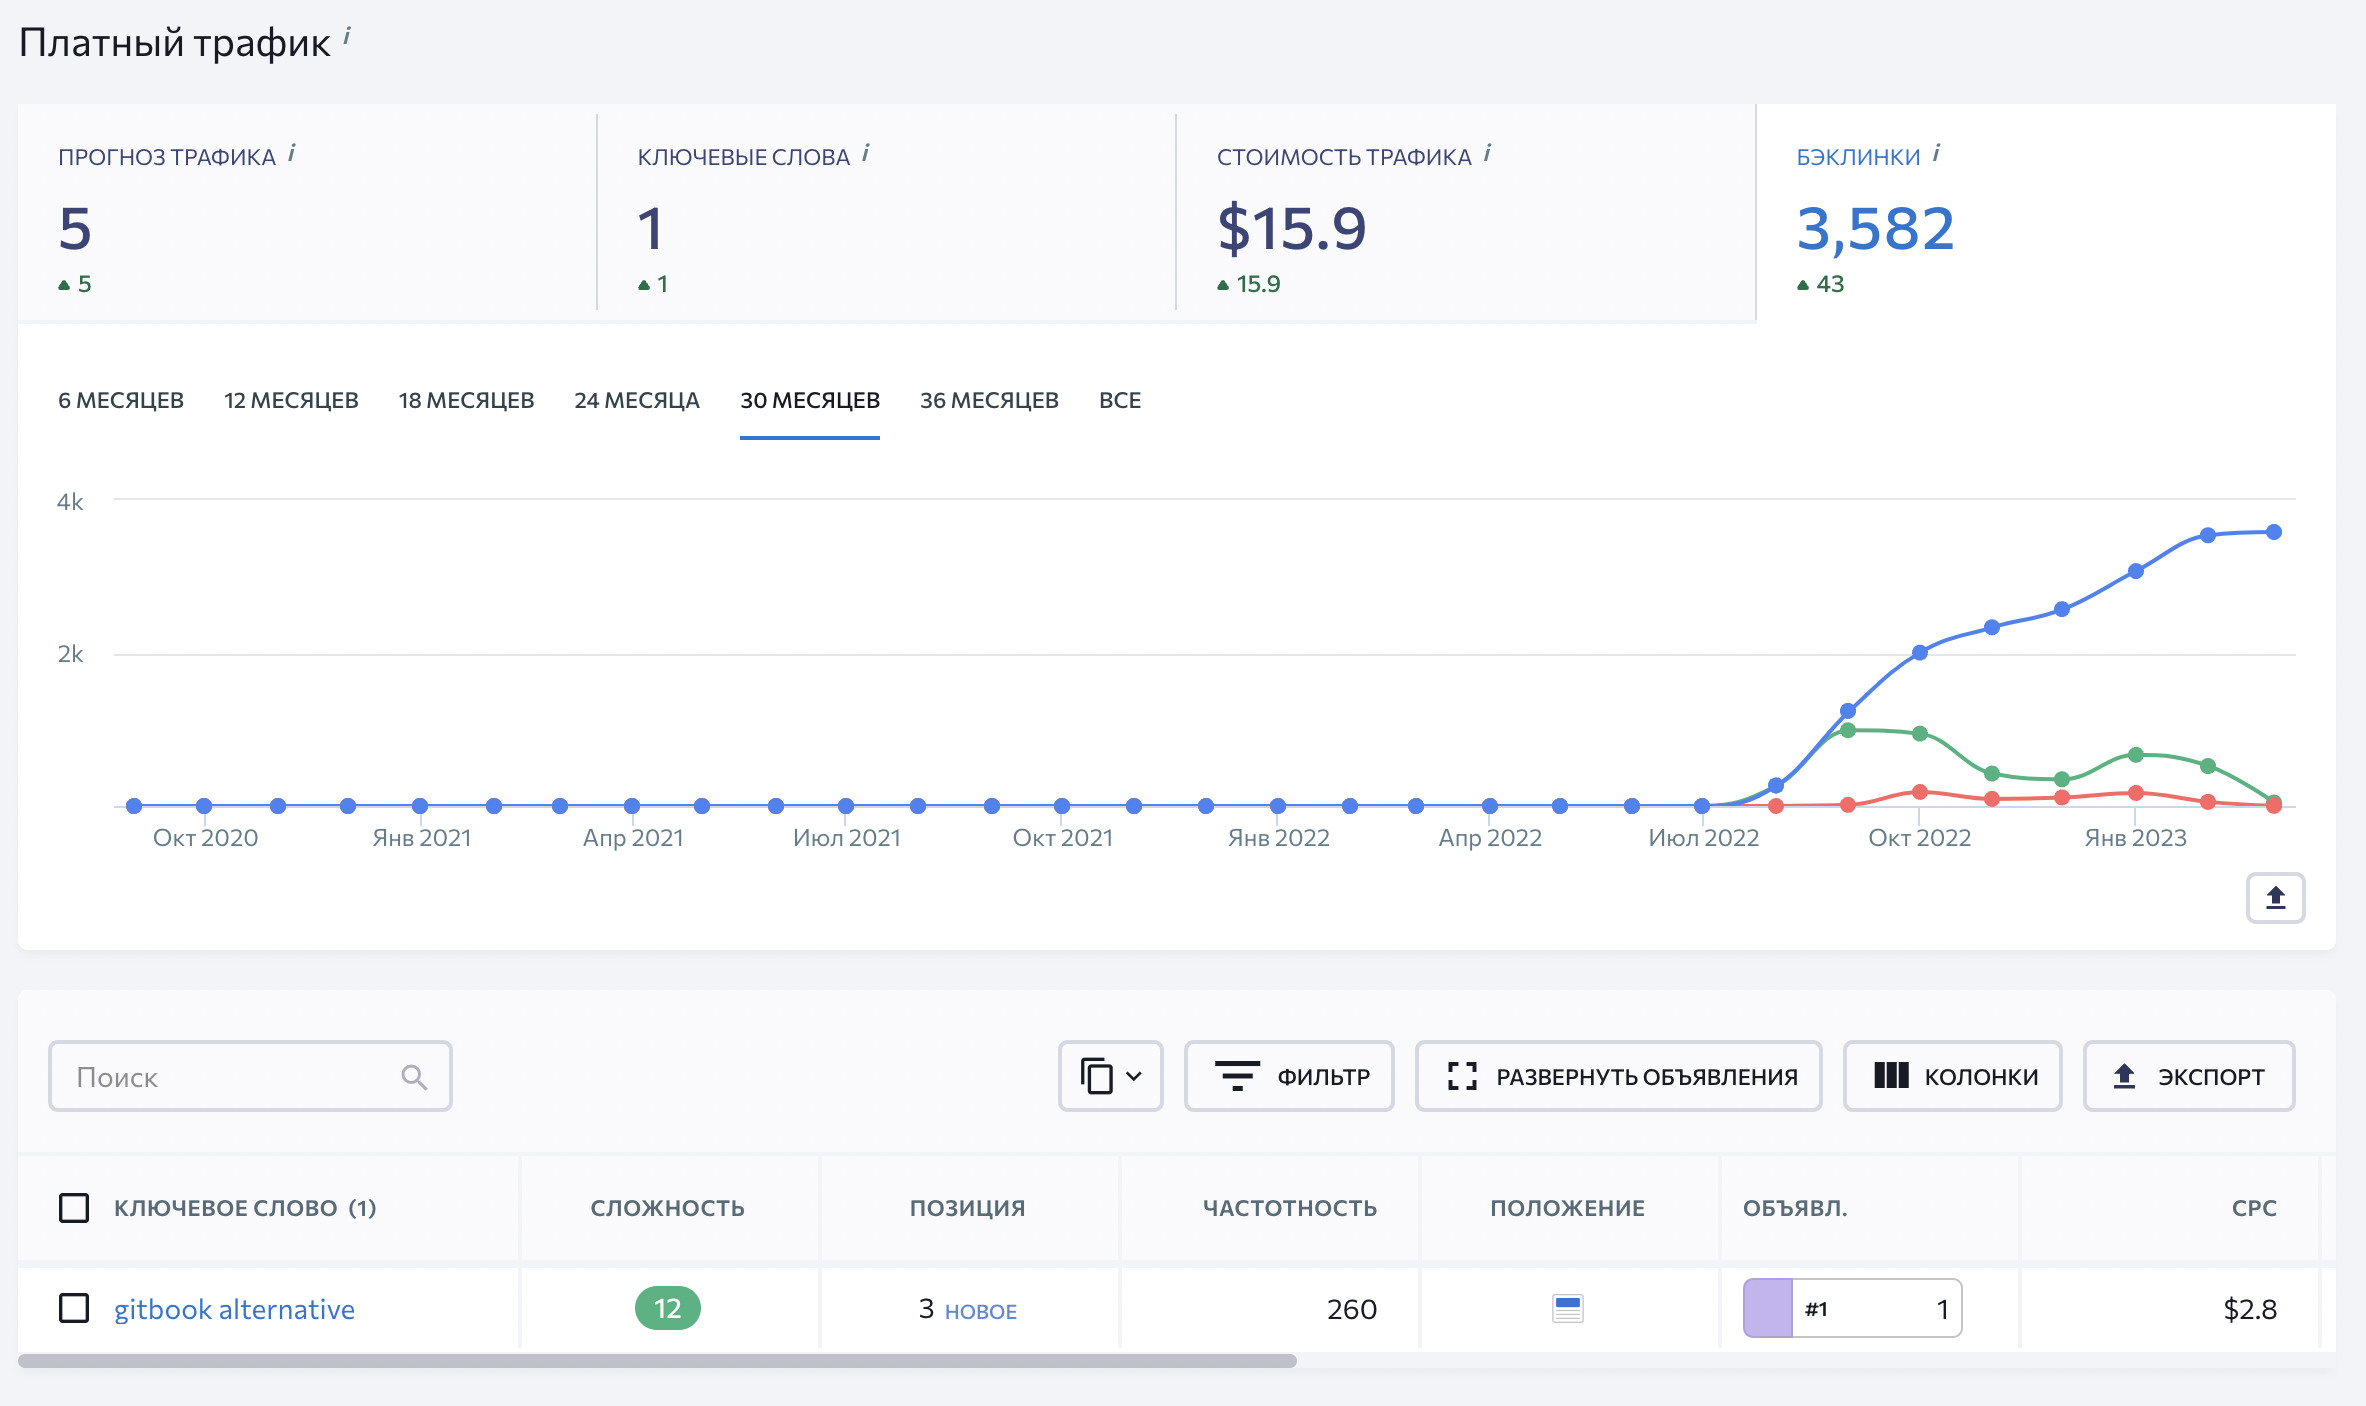 Платный трафик i
ПРОГНОЗ ТРАФИКА i
5
5
КЛЮЧЕВЫЕ СЛОВА i
1
1
СТОИМОСТЬ ТРАФИКА i
$15.9
15.9
БЭКЛИНКИ i
3,582
43
6 МЕСЯЦЕВ 12 МЕСЯЦЕВ 18 МЕСЯЦЕВ 24 МЕСЯЦА 30 МЕСЯЦЕВ 36 МЕСЯЦЕВ ВСЕ
4k
2k
Окт 2020 Янв 2021 Апр 2021 Июл 2021 Окт 2021 Янв 2022 Апр 2022 Июл 2022 Окт 2022 Янв 2023
Поиск ФИЛЬТР РАЗВЕРНУТЬ ОБЪЯВЛЕНИЯ КОЛОНКИ ЭКСПОРТ
КЛЮЧЕВОЕ СЛОВО (1) СЛОЖНОСТЬ ПОЗИЦИЯ ЧАСТОТНОСТЬ ПОЛОЖЕНИЕ ОБЪЯВЛ. CPC
gitbook alternative 12 3 НОВОЕ 260 #1 1 $2.8